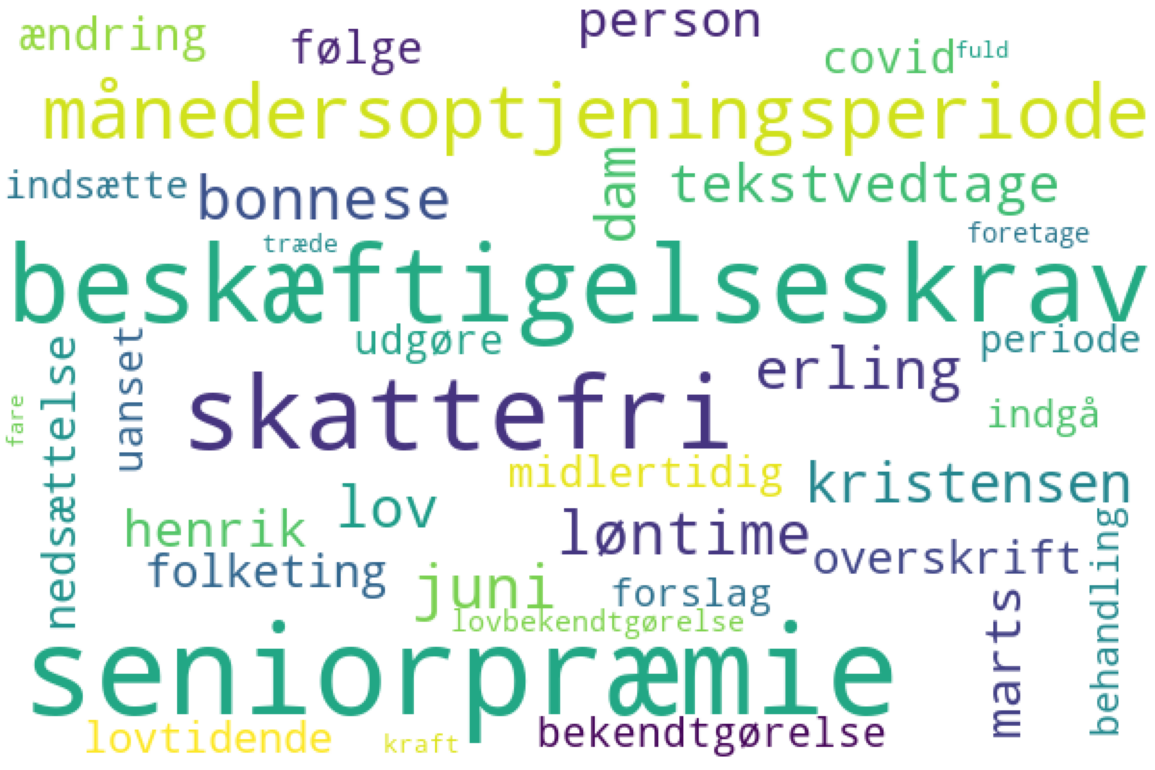 ændring
følge
person
covid
fuld
månedersoptjeningsperiode
indsætte
bonnese
dam
tekstvedtage
træde
foretage
beskæftigelseskrav
nedsættelse
uanset
udgøre
erling
periode
fare
skattefri
indgå
midlertidig
kristensen
henrik
lov
løntime
overskrift
behandling
folketing
juni
forslag
lovbekendtgørelse
marts
seniorpræmie
lovtidende
kraft
bekendtgørelse